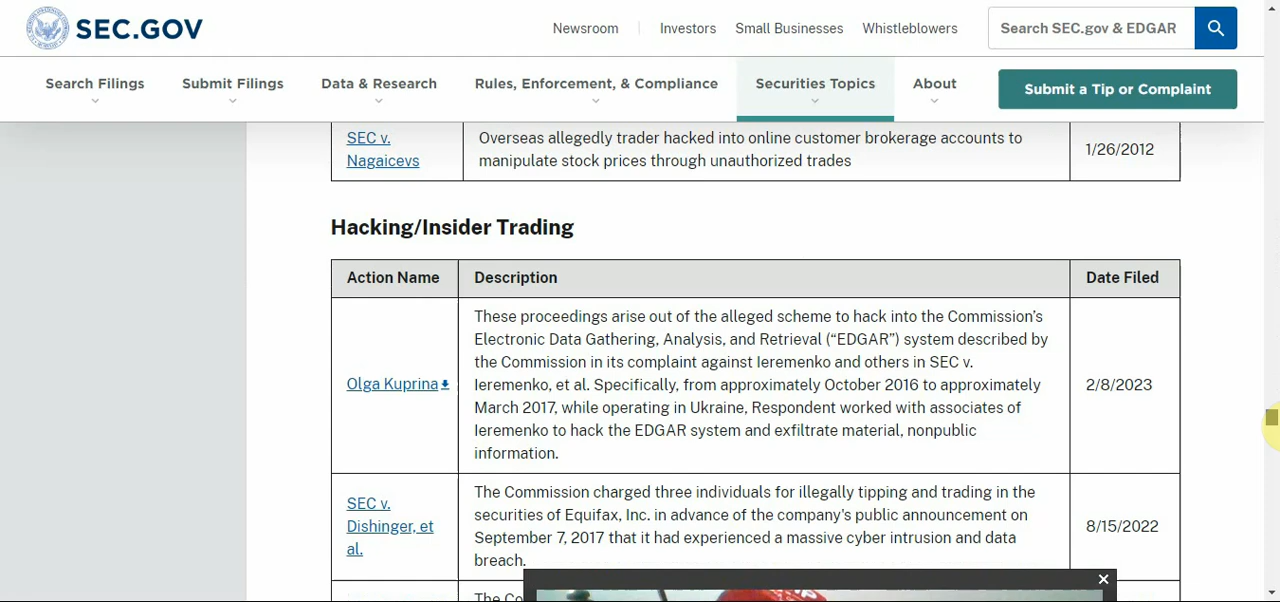 SEC.GOV
Newsroom Investors Small Businesses Whistleblowers
Search SEC.gov & EDGAR
Search Filings Submit Filings Data & Research Rules, Enforcement, & Compliance Securities Topics About
Submit a Tip or Complaint
SEC v.
Nagaicevs
Overseas allegedly trader hacked into online customer brokerage accounts to
manipulate stock prices through unauthorized trades
1/26/2012
Hacking/Insider Trading
Action Name Description Date Filed
Olga Kuprina
These proceedings arise out of the alleged scheme to hack into the Commission’s
Electronic Data Gathering, Analysis, and Retrieval (“EDGAR”) system described by
the Commission in its complaint against Ieremenko and others in SEC v.
Ieremenko, et al. Specifically, from approximately October 2016 to approximately
March 2017, while operating in Ukraine, Respondent worked with associates of
Ieremenko to hack the EDGAR system and exfiltrate material, nonpublic
information.
2/8/2023
SEC v.
Dishinger, et
al.
The Commission charged three individuals for illegally tipping and trading in the
securities of Equifax, Inc. in advance of the company's public announcement on
September 7, 2017 that it had experienced a massive cyber intrusion and data
breach.
8/15/2022
The